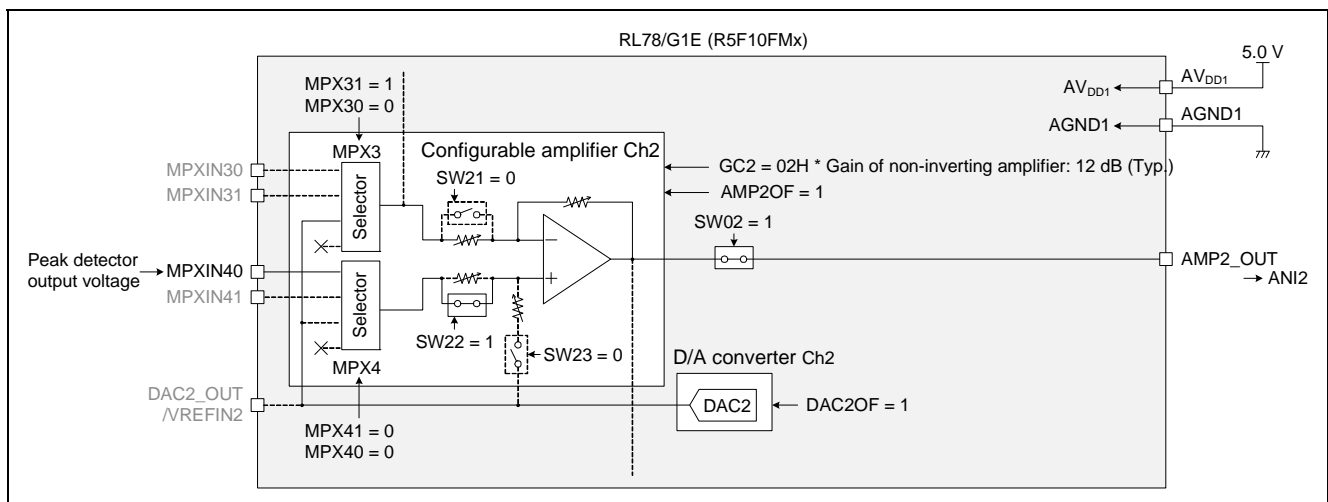 RL78/G1E (R5F10FMx)
5.0 V
MPX31 = 1
MPX30 = 0
AVDD1
AVDD1
AGND1
AGND1
MPX3
Configurable amplifier Ch2
GC2 = 02H * Gain of non-inverting amplifier: 12 dB (Typ.)
MPXIN30
SW21 = 0
AMP2OF = 1
MPXIN31
Selector
SW02 = 1
Peak detector
output voltage
MPXIN40
AMP2_OUT
ANI2
MPXIN41
Selector
SW22 = 1
SW23 = 0
D/A converter Ch2
MPX4
DAC2_OUT
/VREFIN2
DAC2
DAC2OF = 1
MPX41 = 0
MPX40 = 0